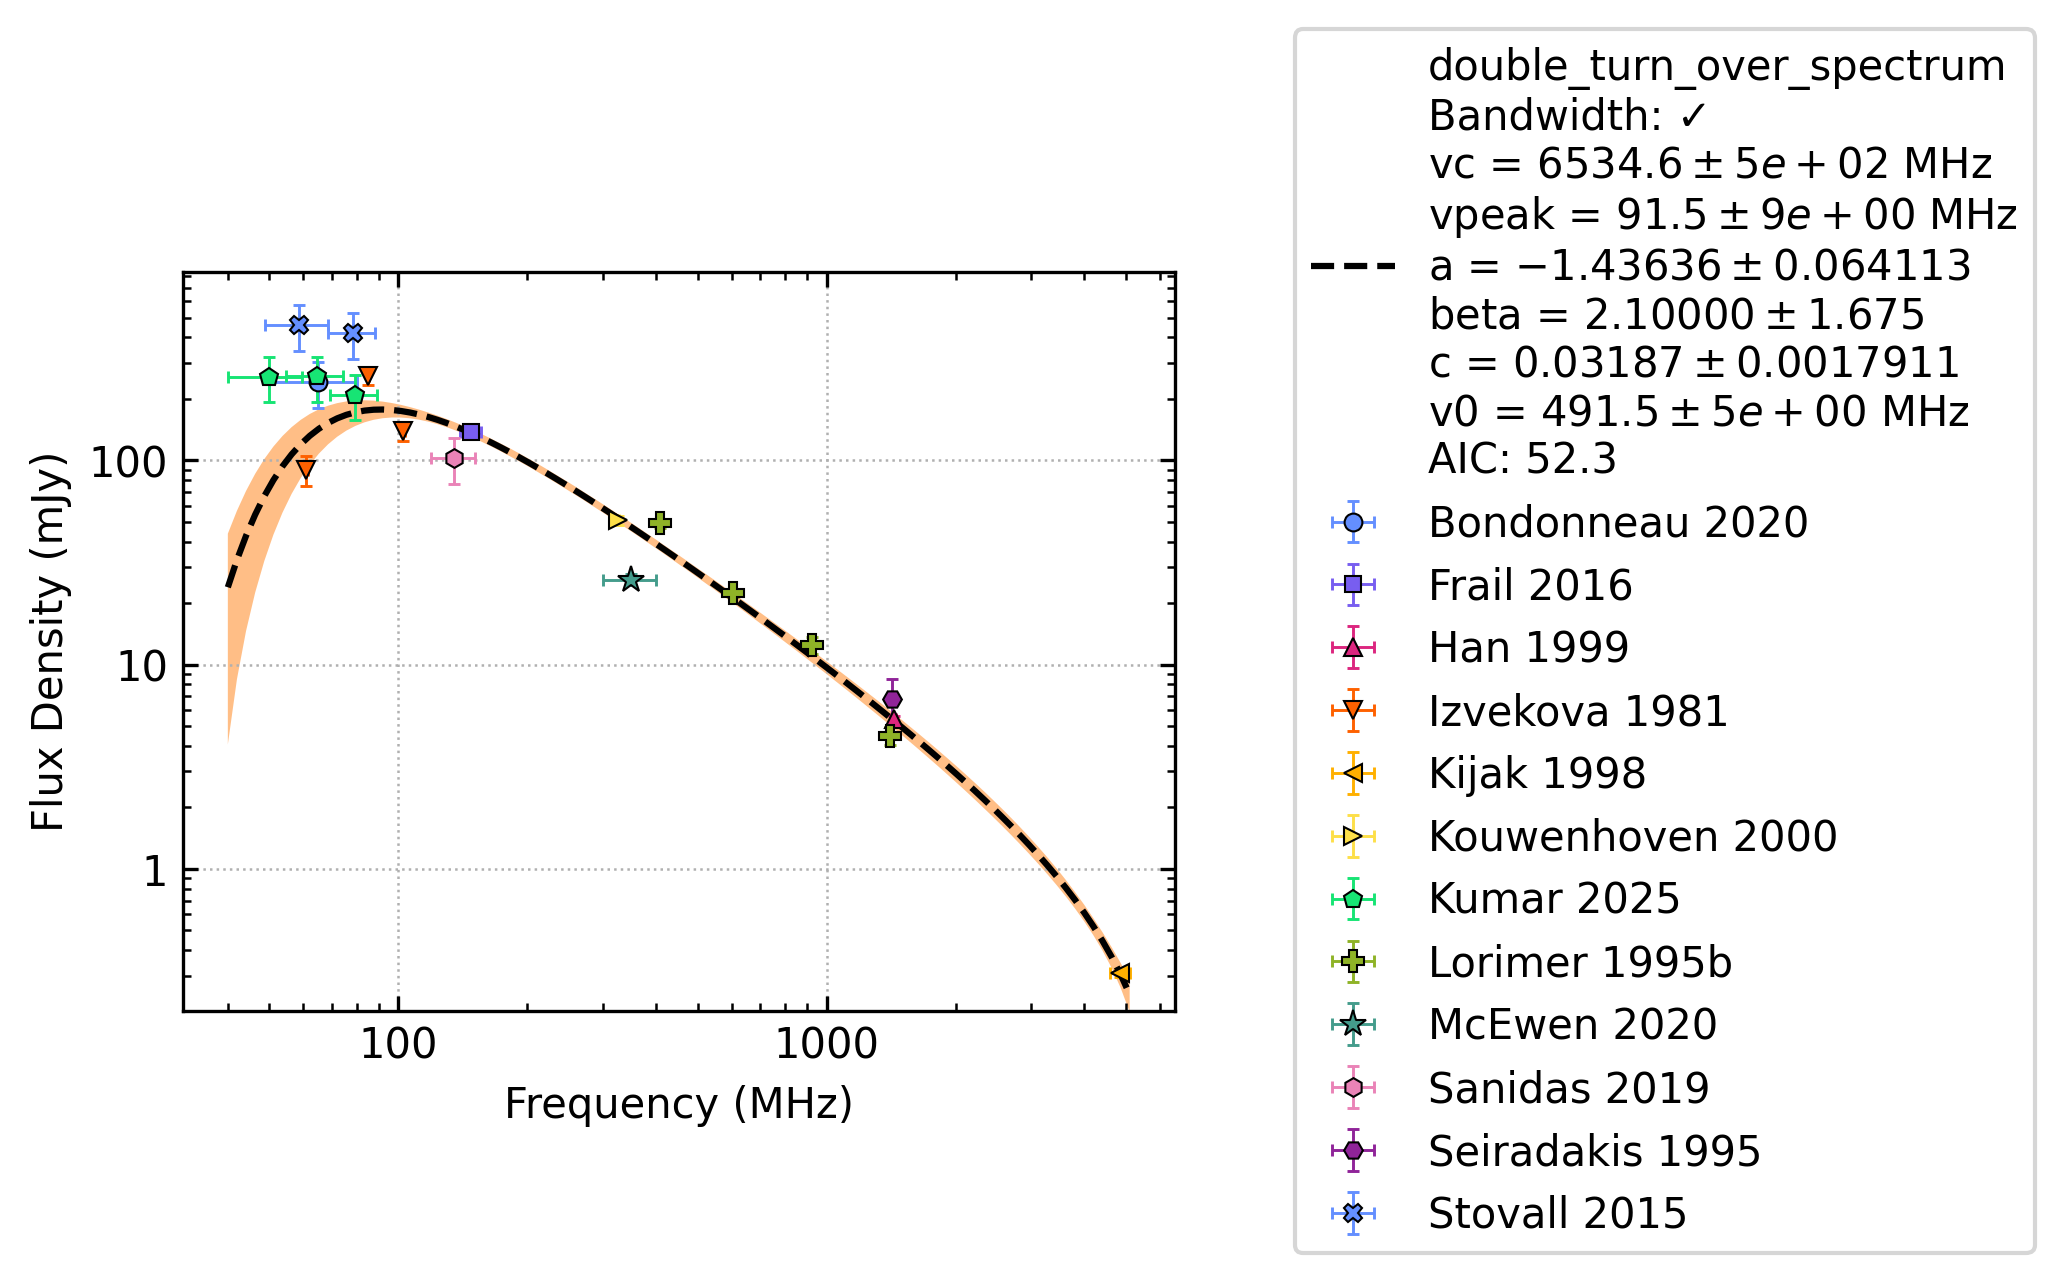 double_turn_over_spectrum
Bandwidth: ✓
vc = 6534.6 ± 5e + 02 MHz
vpeak = 91.5 ± 9e + 00 MHz
a = −1.43636 ± 0.064113
beta = 2.10000 ± 1.675
c = 0.03187 ± 0.0017911
v0 = 491.5 ± 5e + 00 MHz
AIC: 52.3
Bondonneau 2020
Frail 2016
Han 1999
Izvekova 1981
Kijak 1998
Kouwenhoven 2000
Kumar 2025
Lorimer 1995b
McEwen 2020
Sanidas 2019
Seiradakis 1995
Stovall 2015
Flux Density (mJy)
100
10
1
100
1000
Frequency (MHz)